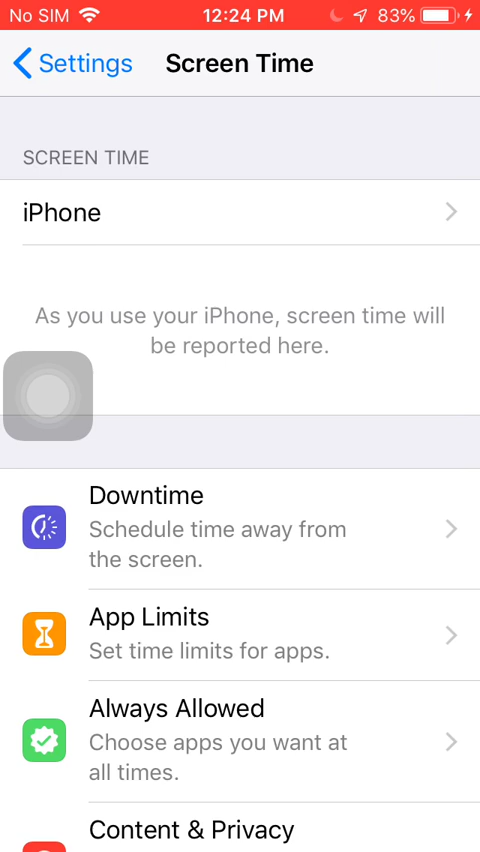 No SIM 12:24 PM 83%
Settings Screen Time
SCREEN TIME
iPhone
As you use your iPhone, screen time will
be reported here.
Downtime
Schedule time away from
the screen.
App Limits
Set time limits for apps.
Always Allowed
Choose apps you want at
all times.
Content & Privacy